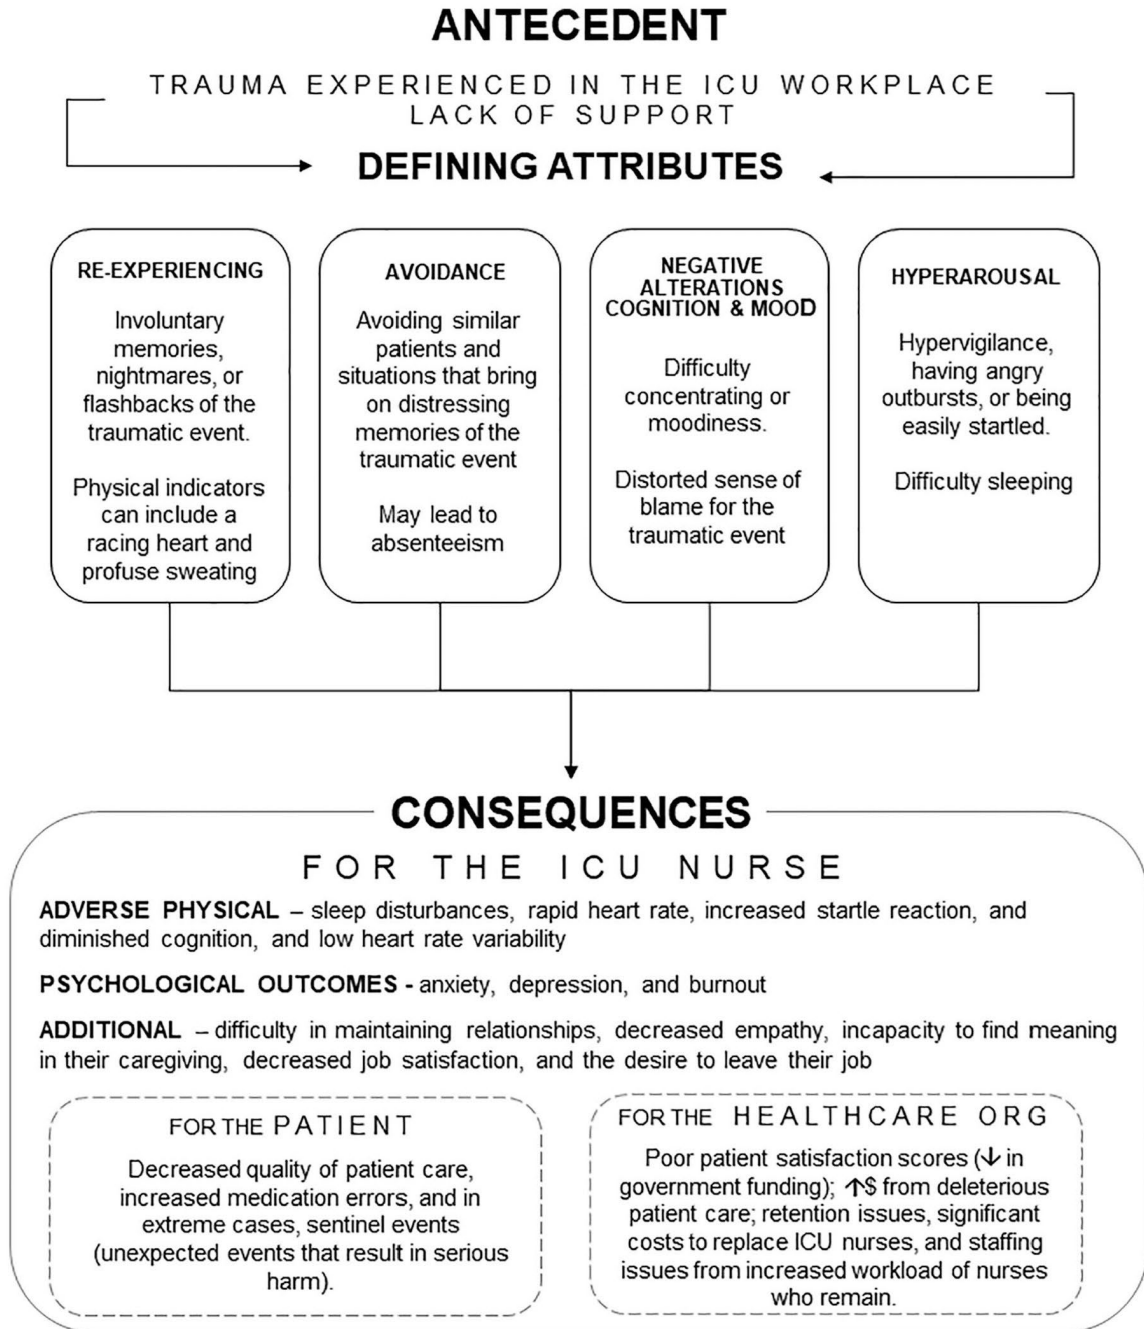 ANTECEDENT
TRAUMA EXPERIENCED IN THE ICU WORKPLACE
LACK OF SUPPORT
DEFINING ATTRIBUTES
RE-EXPERIENCING
Involuntary
memories,
nightmares, or
flashbacks of the
traumatic event.
Physical indicators
can include a
racing heart and
profuse sweating
AVOIDANCE
Avoiding similar
patients and
situations that bring
on distressing
memories of the
traumatic event
May lead to
absenteeism
NEGATIVE
ALTERATIONS
COGNITION & MOOD
Difficulty
concentrating or
moodiness.
Distorted sense of
blame for the
traumatic event
HYPERAROUSAL
Hypervigilance,
having angry
outbursts, or being
easily startled.
Difficulty sleeping
CONSEQUENCES
FOR THE ICU NURSE
ADVERSE PHYSICAL – sleep disturbances, rapid heart rate, increased startle reaction, and
diminished cognition, and low heart rate variability
PSYCHOLOGICAL OUTCOMES - anxiety, depression, and burnout
ADDITIONAL – difficulty in maintaining relationships, decreased empathy, incapacity to find meaning
in their caregiving, decreased job satisfaction, and the desire to leave their job
FOR THE PATIENT
Decreased quality of patient care,
increased medication errors, and in
extreme cases, sentinel events
(unexpected events that result in serious
harm).
FOR THE HEALTHCARE ORG
Poor patient satisfaction scores (↓ in
government funding); ↑$ from deleterious
patient care; retention issues, significant
costs to replace ICU nurses, and staffing
issues from increased workload of nurses
who remain.